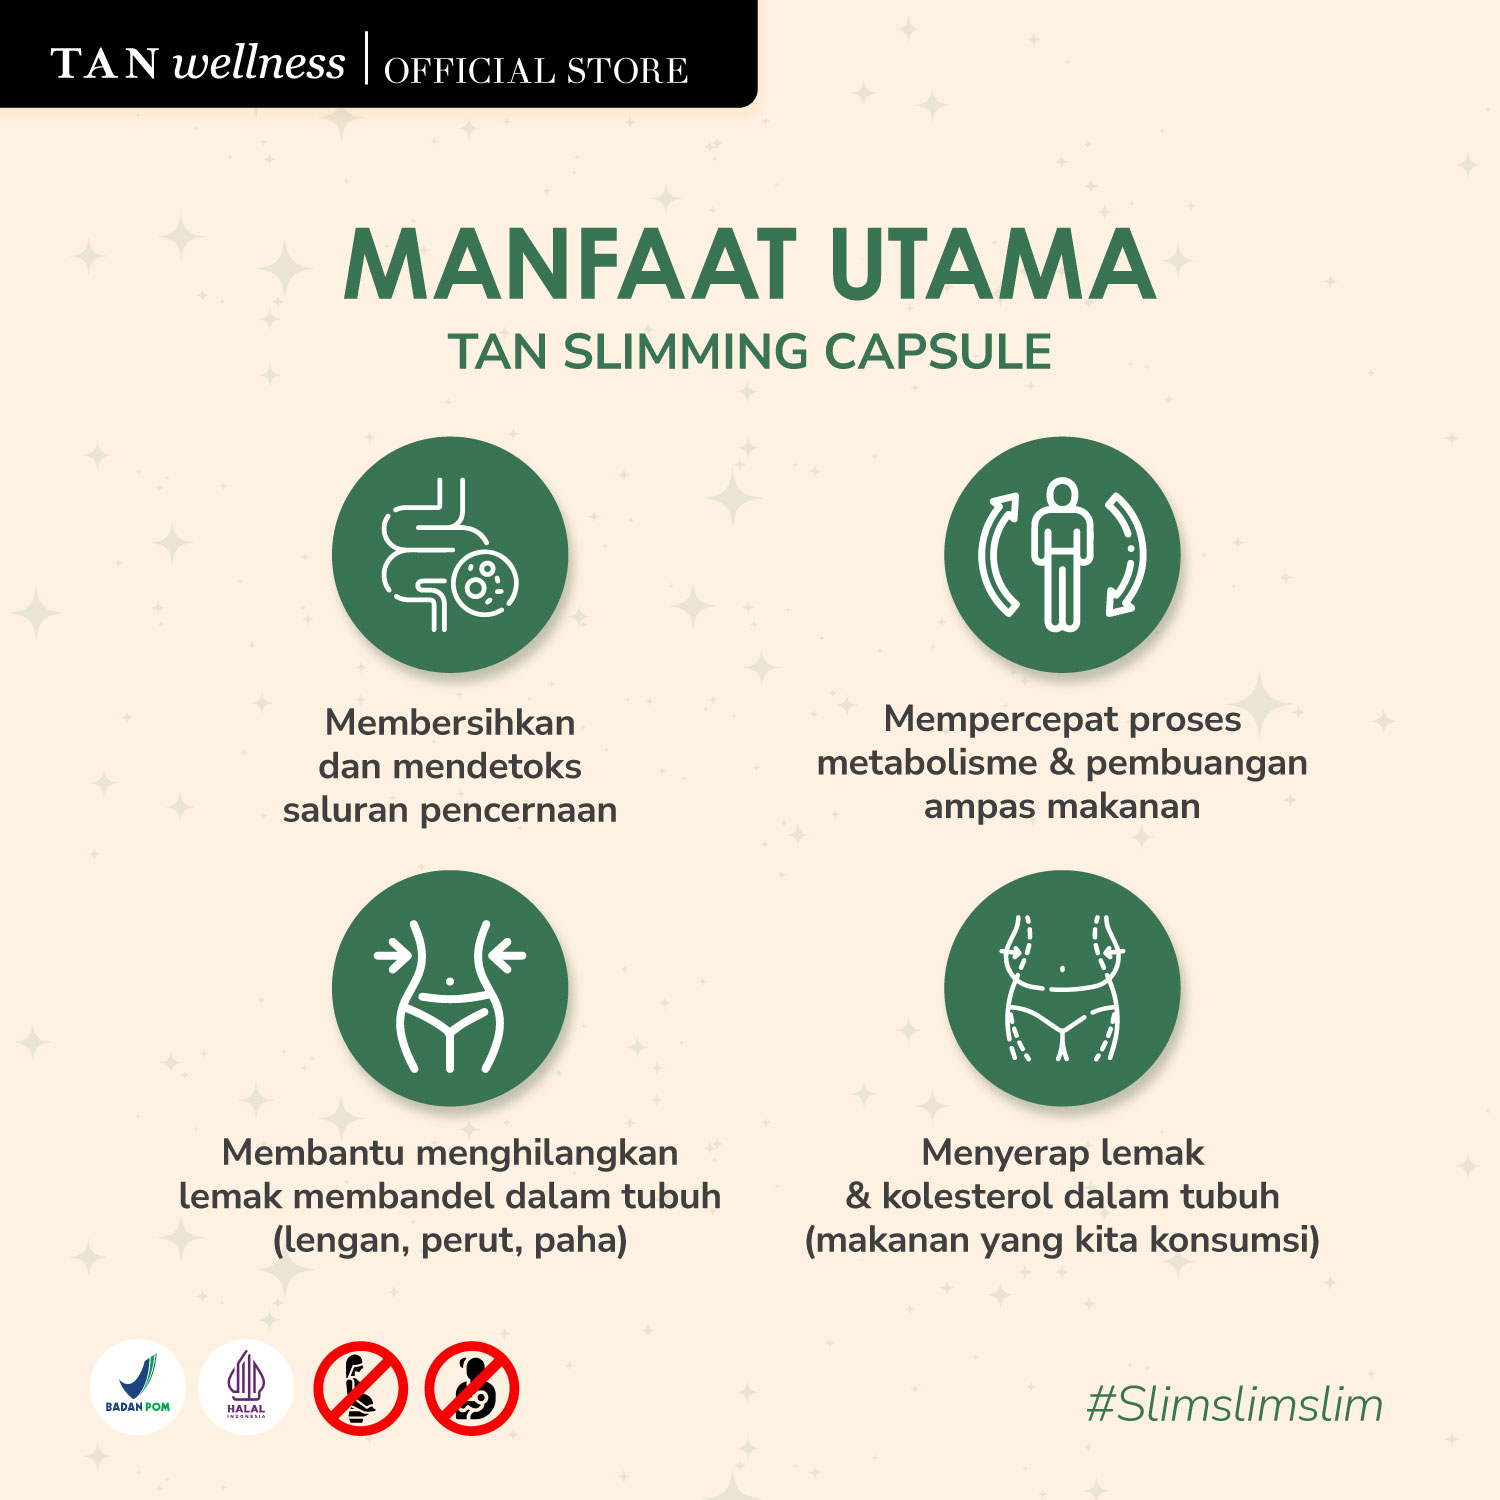 TAN wellness | OFFICIAL STORE
MANFAAT UTAMA
TAN SLIMMING CAPSULE
Membersihkan
dan mendetoks
saluran pencernaan
Mempercepat proses
metabolisme & pembuangan
ampas makanan
Membantu menghilangkan
lemak membandel dalam tubuh
(lengan, perut, paha)
Menyerap lemak
& kolesterol dalam tubuh
(makanan yang kita konsumsi)
BADAN POM
HALAL
INDONESIA
#Slimslimslim